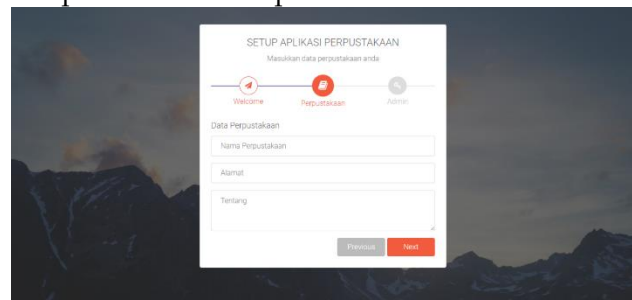 SETUP APLIKASI PERPUSTAKAAN
Masukkan data perpustakaan anda
Welcome
Perpustakaan
Admin
Data Perpustakaan
Nama Perpustakaan
Alamat
Tentang
Previous
Next